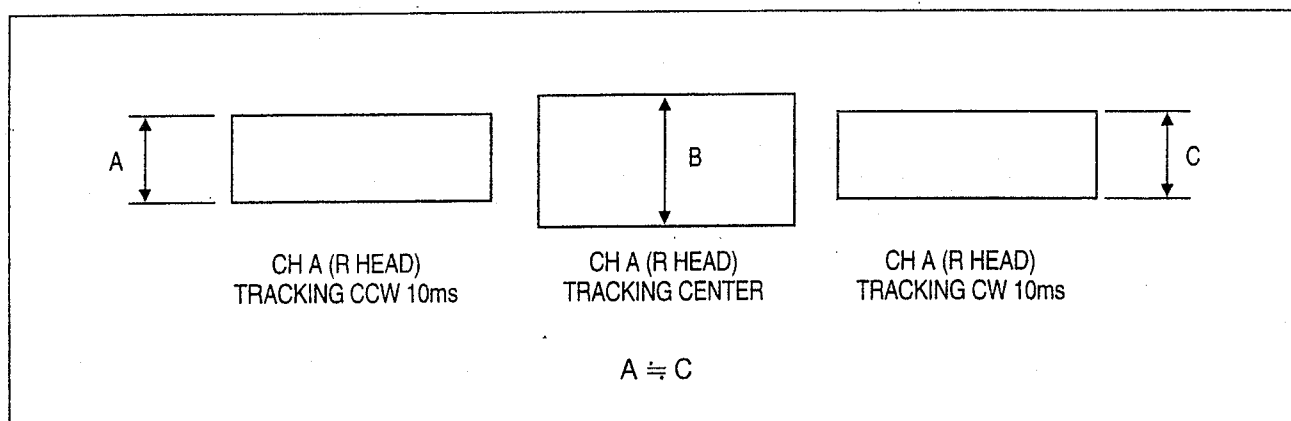 A
B
C
CH A (R HEAD)
TRACKING CCW 10ms
CH A (R HEAD)
TRACKING CENTER
CH A (R HEAD)
TRACKING CW 10ms
A ≒ C